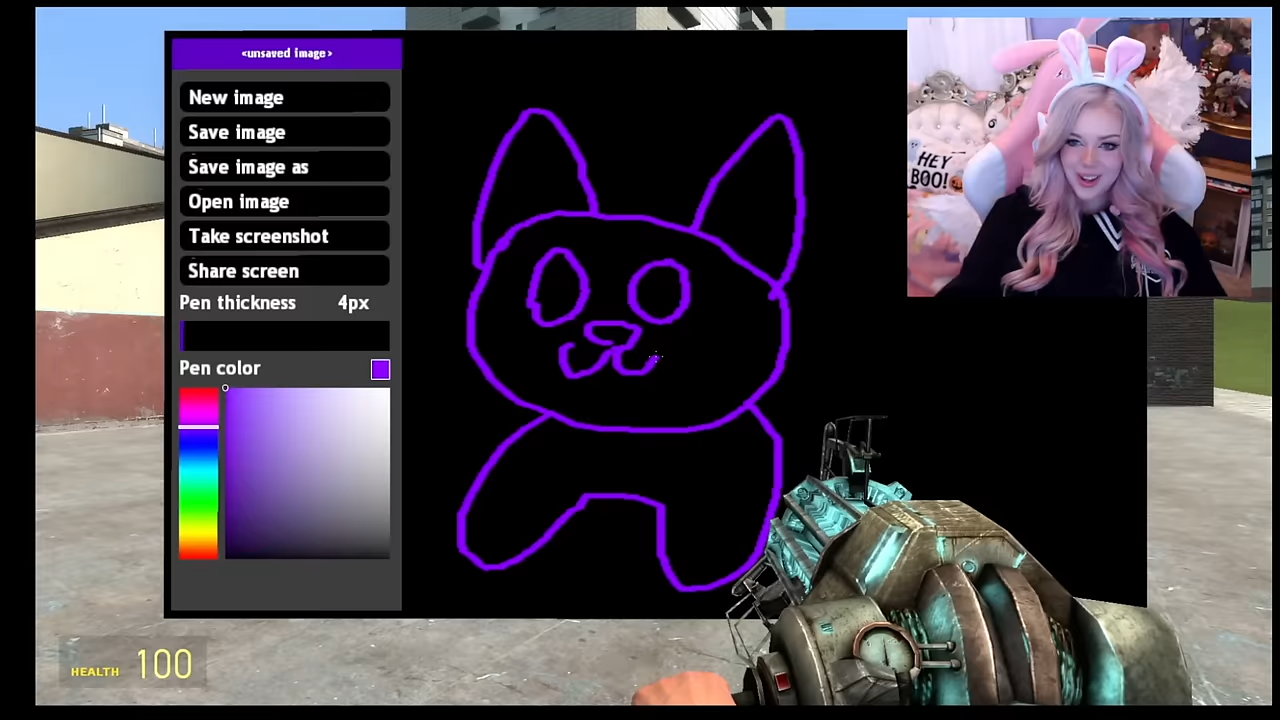 <unsaved image>
New image
Save image
Save image as
Open image
Take screenshot
Share screen
Pen thickness 4px
Pen color
HEY
BOO!
HEALTH 100